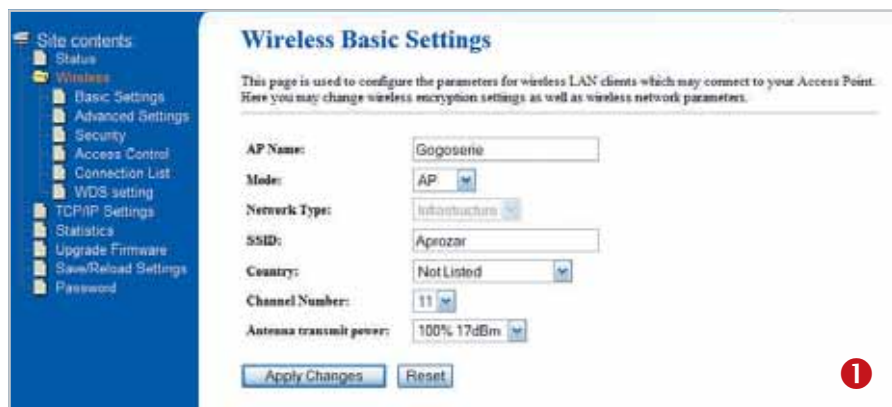 Site contents
Status
Wireless
Basic Settings
Advanced Settings
Security
Access Control
Connection List
WDS setting
TCP/IP Settings
Statistics
Upgrade Firmware
Save/Reload Settings
Password
Wireless Basic Settings
This page is used to configure the parameters for wireless LAN clients which may connect to your Access Point.
Here you may change wireless encryption settings as well as wireless network parameters.
AP Name: Gogoserie
Mode: AP
Network Type: Infrastructure
SSID: Aprozar
Country: Not Listed
Channel Number: 11
Antenna transmit power: 100% 17dBm
Apply Changes Reset
1